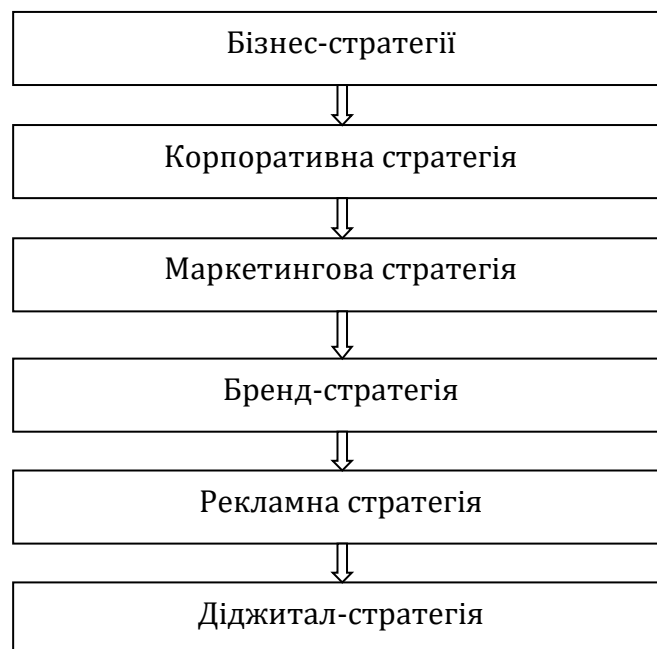 Бізнес-стратегії
Корпоративна стратегія
Маркетингова стратегія
Бренд-стратегія
Рекламна стратегія
Діджитал-стратегія